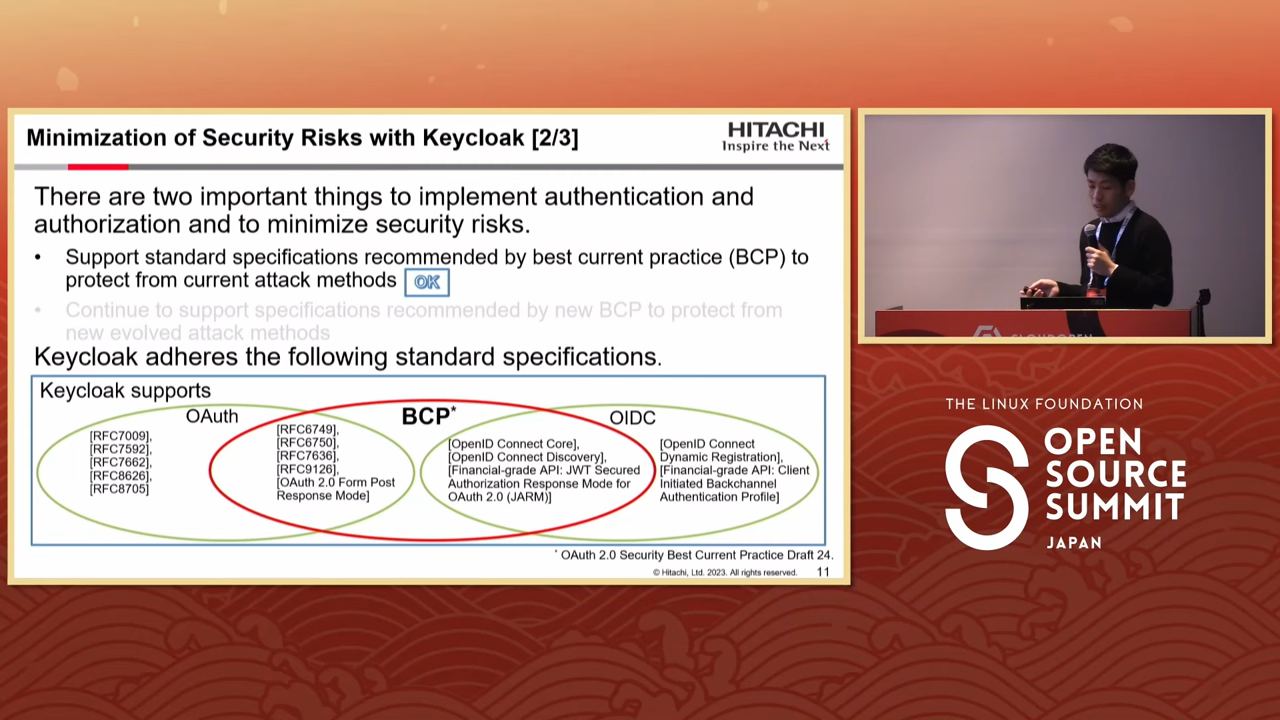 Minimization of Security Risks with Keycloak [2/3]
HITACHI
Inspire the Next
There are two important things to implement authentication and
authorization and to minimize security risks.
• Support standard specifications recommended by best current practice (BCP) to
protect from current attack methods OK
• Continue to support specifications recommended by new BCP to protect from
new evolved attack methods
Keycloak adheres the following standard specifications.
Keycloak supports
OAuth
[RFC7009],
[RFC7592],
[RFC7662],
[RFC8626],
[RFC8705]
BCP*
[RFC6749],
[RFC6750],
[RFC7636],
[RFC9126],
[OAuth 2.0 Form Post
Response Mode]
[OpenID Connect Core],
[OpenID Connect Discovery],
[Financial-grade API: JWT Secured
Authorization Response Mode for
OAuth 2.0 (JARM)]
OIDC
[OpenID Connect
Dynamic Registration],
[Financial-grade API: Client
Initiated Backchannel
Authentication Profile]
* OAuth 2.0 Security Best Current Practice Draft 24.
© Hitachi, Ltd. 2023. All rights reserved. 11
CLOUDOPEN
THE LINUX FOUNDATION
OPEN
SOURCE
SUMMIT
JAPAN